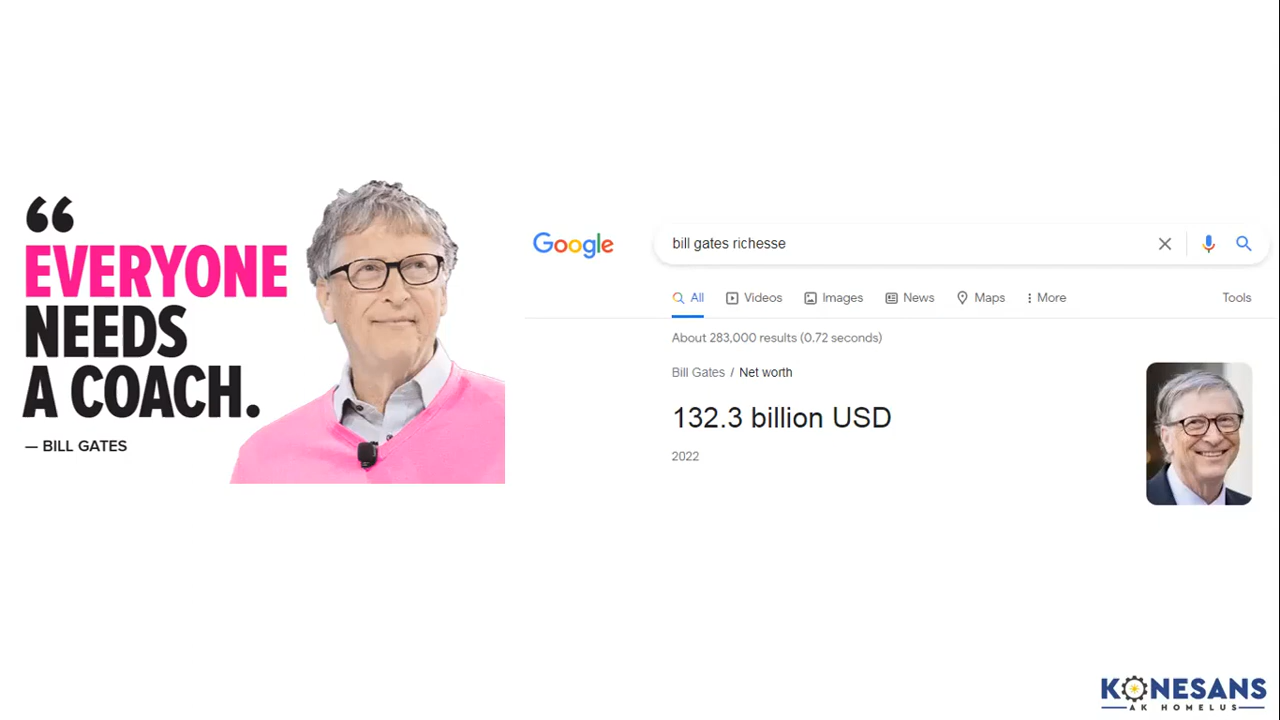 “
EVERYONE
NEEDS
A COACH.
— BILL GATES
Google
bill gates richesse
All Videos Images News Maps More Tools
About 283,000 results (0.72 seconds)
Bill Gates / Net worth
132.3 billion USD
2022
KONESANS
AK HOMELUS